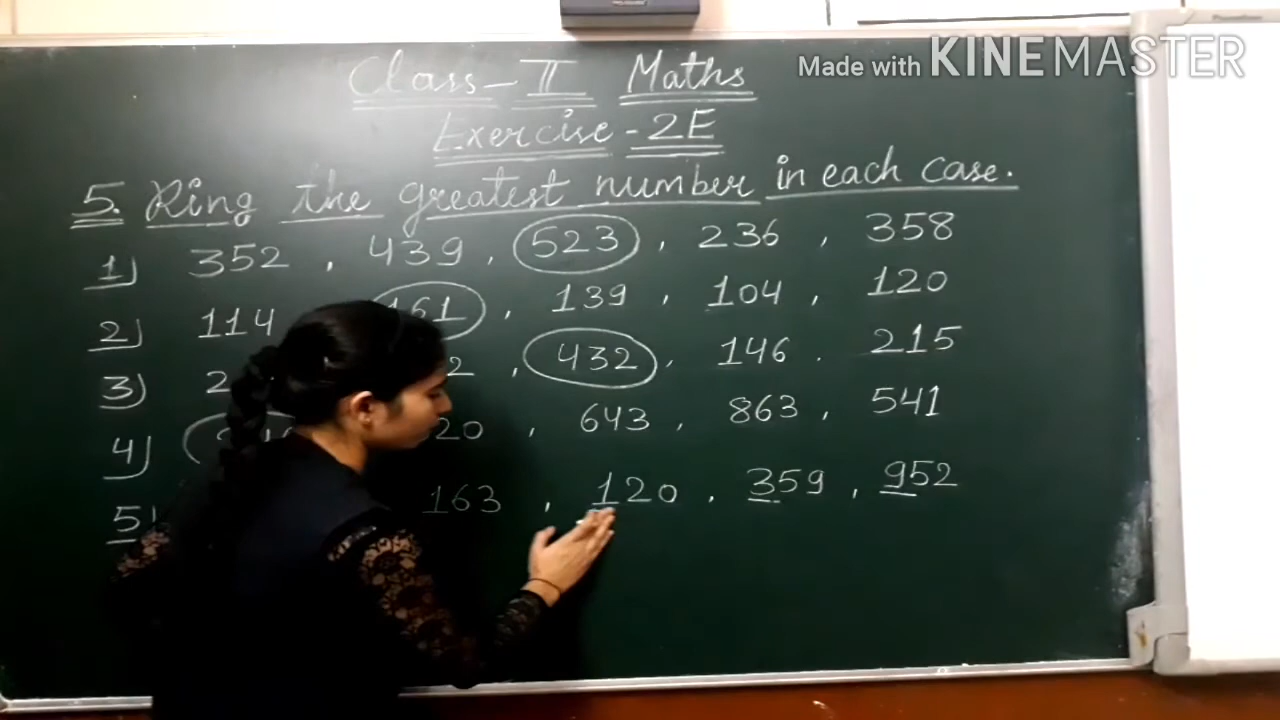 Made with KINEMASTER
Class-II Maths
Exercise-2E
5. Ring the greatest number in each case.
1) 352 , 439 , 523 , 236 , 358
2) 114 161 , 139 , 104 , 120
3) 2 2 , 432 , 146 . 215
4) 20 , 643 , 863 , 541
5) 163 , 120 , 359 , 952